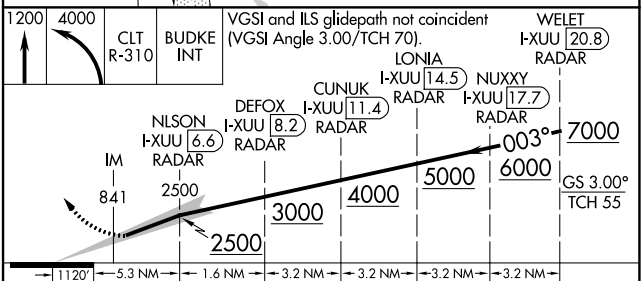 1200
4000
CLT
R-310
BUDKE
INT
VGSI and ILS glidepath not coincident
(VGSI Angle 3.00/TCH 70).
WELET
I-XUU 20.8
RADAR
LONIA
I-XUU 14.5
RADAR
NUXXY
I-XUU 17.7
RADAR
CUNUK
I-XUU 11.4
RADAR
DEFOX
I-XUU 8.2
RADAR
NLSON
I-XUU 6.6
RADAR
IM
841
2500
2500
3000
4000
5000
6000
003°
7000
GS 3.00°
TCH 55
1120'
5.3 NM
1.6 NM
3.2 NM
3.2 NM
3.2 NM
3.2 NM